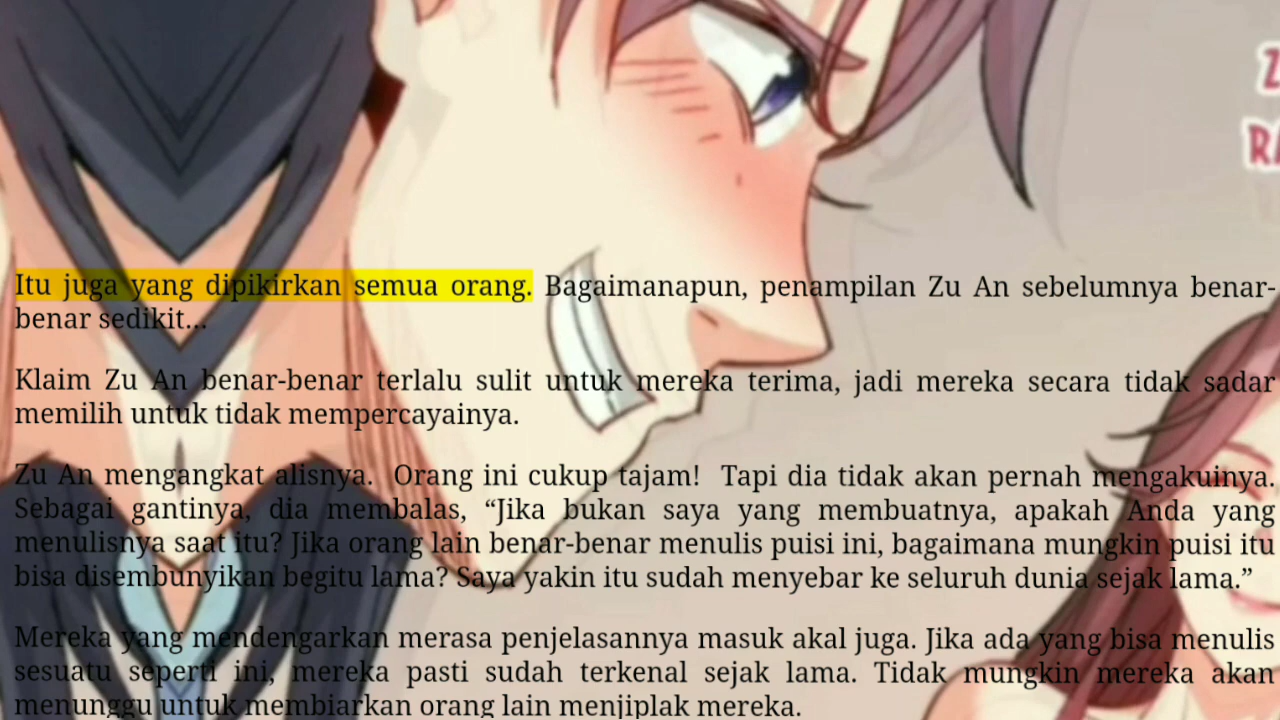 Z
RA
Itu juga yang dipikirkan semua orang. Bagaimanapun, penampilan Zu An sebelumnya benar-
benar sedikit...
Klaim Zu An benar-benar terlalu sulit untuk mereka terima, jadi mereka secara tidak sadar
memilih untuk tidak mempercayainya.
Zu An mengangkat alisnya. Orang ini cukup tajam! Tapi dia tidak akan pernah mengakuinya.
Sebagai gantinya, dia membalas, “Jika bukan saya yang membuatnya, apakah Anda yang
menulisnya saat itu? Jika orang lain benar-benar menulis puisi ini, bagaimana mungkin puisi itu
bisa disembunyikan begitu lama? Saya yakin itu sudah menyebar ke seluruh dunia sejak lama.”
Mereka yang mendengarkan merasa penjelasannya masuk akal juga. Jika ada yang bisa menulis
sesuatu seperti ini, mereka pasti sudah terkenal sejak lama. Tidak mungkin mereka akan
menunggu untuk membiarkan orang lain menjiplak mereka.